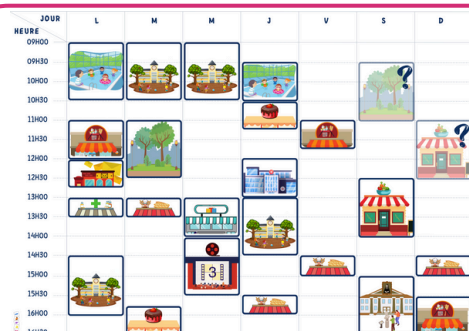 JOUR
HEURE
L M M J V S D
09H00
09H30
10H00
10H30
11H00
11H30
12H00
12H30
13H00
13H30
14H00
14H30
15H00
15H30
16H00
?
?
3